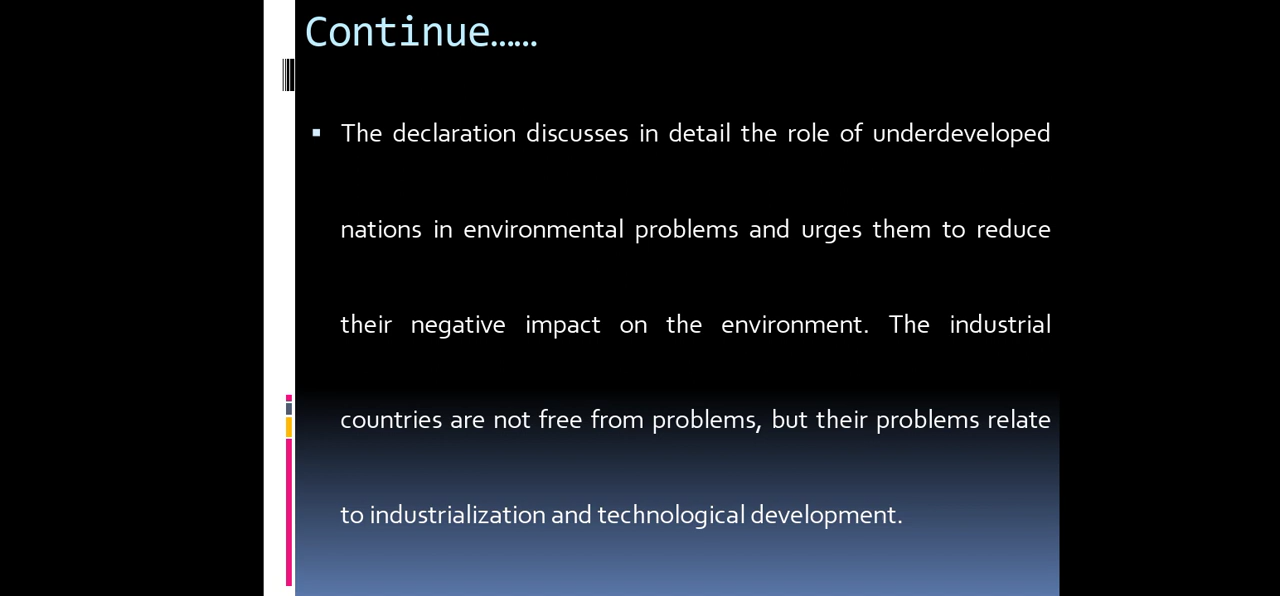 Continue……
▪ The declaration discusses in detail the role of underdeveloped
nations in environmental problems and urges them to reduce
their negative impact on the environment. The industrial
countries are not free from problems, but their problems relate
to industrialization and technological development.